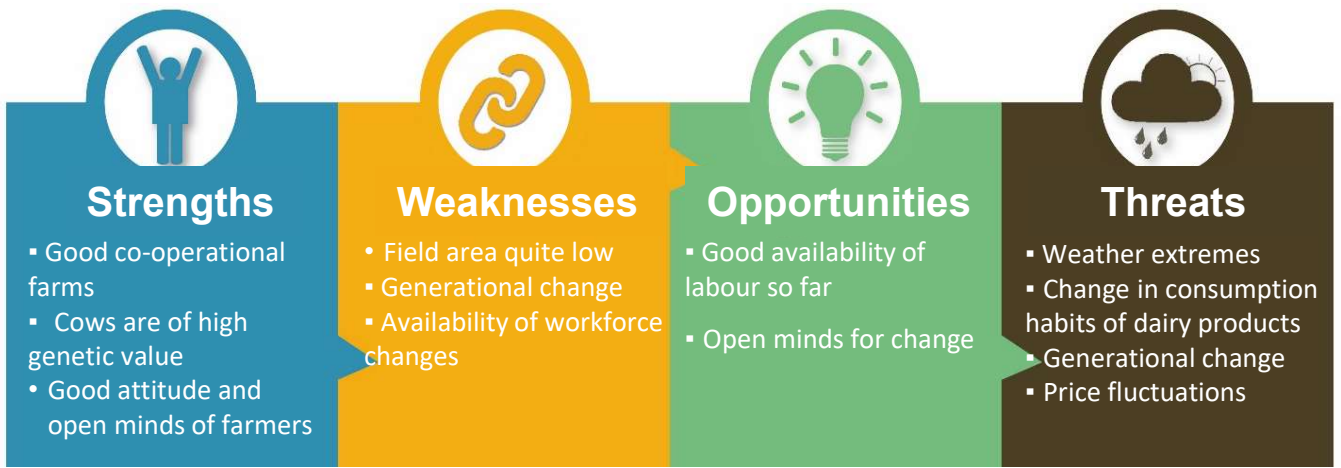 Strengths
▪ Good co-operational
farms
▪ Cows are of high
genetic value
• Good attitude and
open minds of farmers
Weaknesses
• Field area quite low
▪ Generational change
▪ Availability of workforce
changes
Opportunities
▪ Good availability of
labour so far
▪ Open minds for change
Threats
▪ Weather extremes
▪ Change in consumption
habits of dairy products
▪ Generational change
▪ Price fluctuations